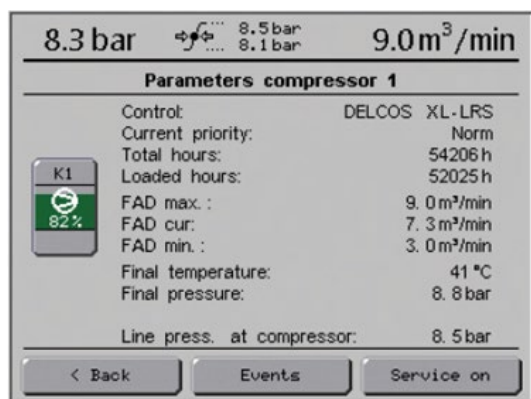 8.3 bar 8.5 bar 9.0 m³/min
8.1 bar
Parameters compressor 1
Control: DELCOS XL-LRS
Current priority: Norm
Total hours: 54206 h
Loaded hours: 52025 h
K1
82%
FAD max. : 9. 0 m³/min
FAD cur: 7. 3 m³/min
FAD min. : 3. 0 m³/min
Final temperature: 41 °C
Final pressure: 8. 8 bar
Line press. at compressor: 8. 5 bar
< Back Events Service on